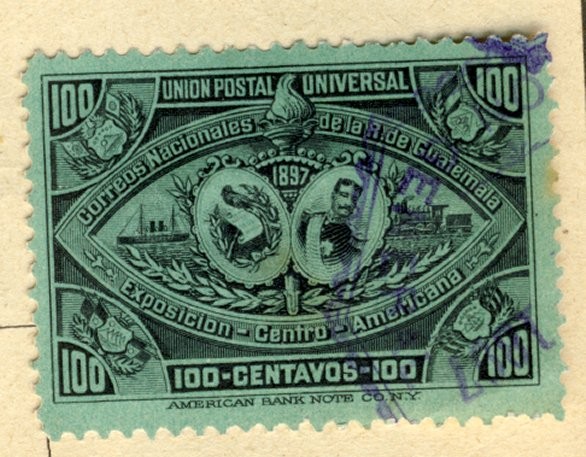 100 UNION POSTAL UNIVERSAL 100
Correos Nacionales de la R. de Guatemala
1897
Exposicion - Centro - Americana
100 100-CENTAVOS-100 100
AMERICAN BANK NOTE CO. N.Y.